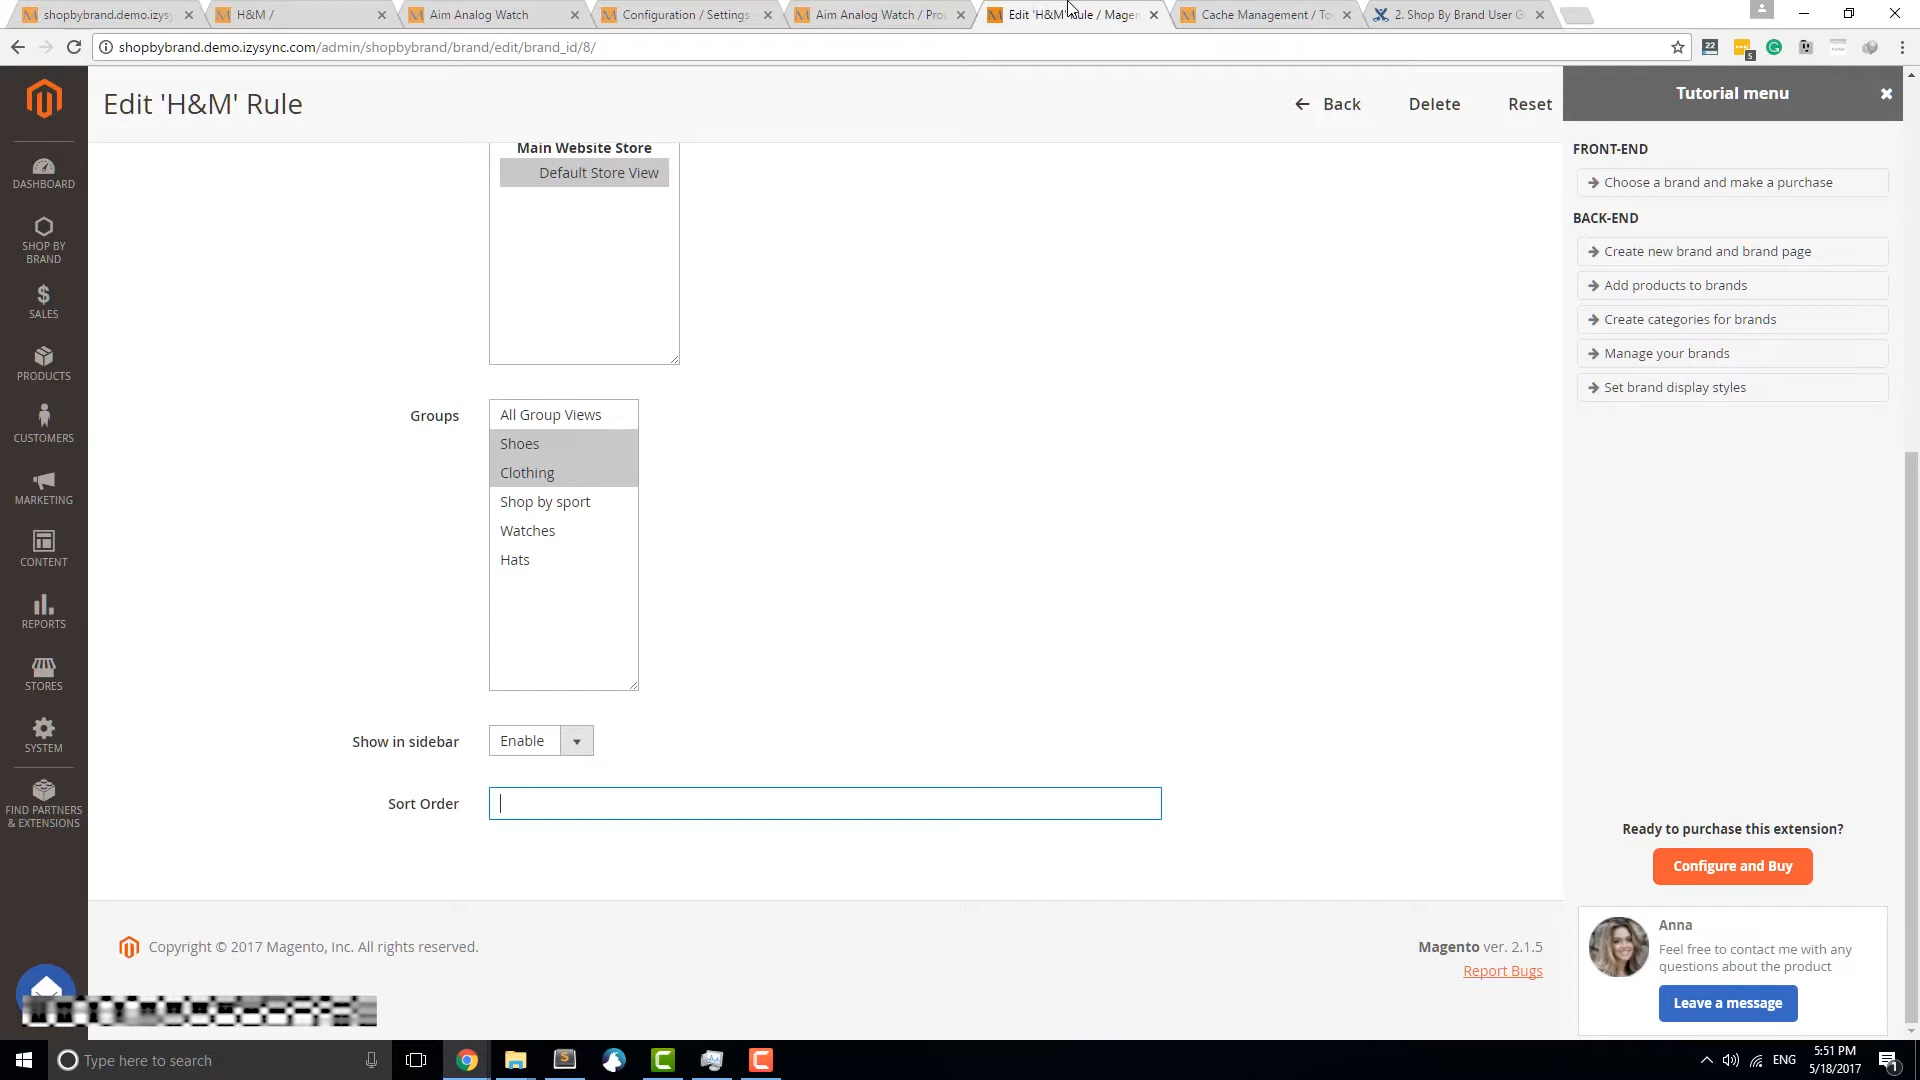 shopbybrand.demo.izysy
H&M /
Aim Analog Watch
Configuration / Settings
Aim Analog Watch / Pro
Edit 'H&M' Rule / Magen
Cache Management / To
2. Shop By Brand User G
shopbybrand.demo.izysync.com/admin/shopbybrand/brand/edit/brand_id/8/
22
5
Edit 'H&M' Rule
Back
Delete
Reset
Tutorial menu
FRONT-END
Choose a brand and make a purchase
BACK-END
Create new brand and brand page
Add products to brands
Create categories for brands
Manage your brands
Set brand display styles
DASHBOARD
SHOP BY
BRAND
SALES
PRODUCTS
CUSTOMERS
MARKETING
CONTENT
REPORTS
STORES
SYSTEM
FIND PARTNERS
& EXTENSIONS
Main Website Store
Default Store View
Groups
All Group Views
Shoes
Clothing
Shop by sport
Watches
Hats
Show in sidebar
Enable
Sort Order
Ready to purchase this extension?
Configure and Buy
Anna
Feel free to contact me with any
questions about the product
Leave a message
Copyright © 2017 Magento, Inc. All rights reserved.
Magento ver. 2.1.5
Report Bugs
Type here to search
ENG
5:51 PM
5/18/2017
1